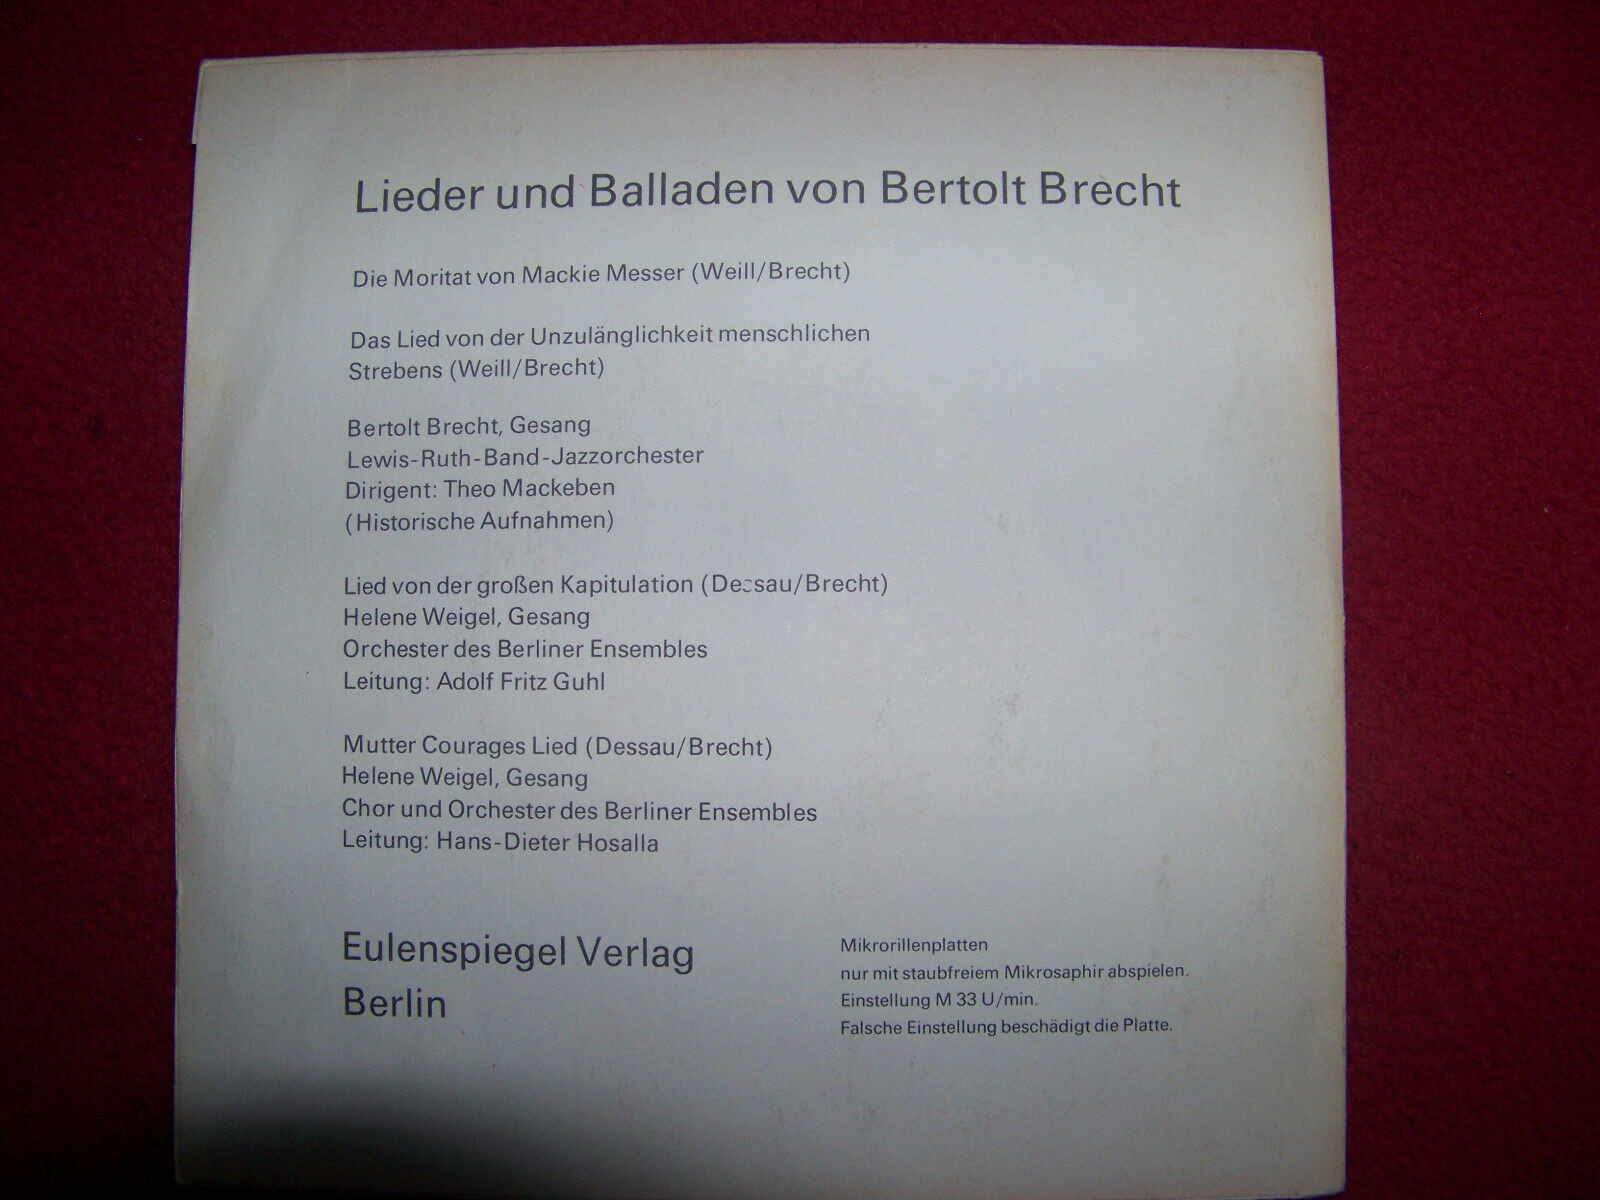 Lieder und Balladen von Bertolt Brecht
Die Moritat von Mackie Messer (Weill/Brecht)
Das Lied von der Unzulänglichkeit menschlichen
Strebens (Weill/Brecht)
Bertolt Brecht, Gesang
Lewis-Ruth-Band-Jazzorchester
Dirigent: Theo Mackeben
(Historische Aufnahmen)
Lied von der großen Kapitulation (Dessau/Brecht)
Helene Weigel, Gesang
Orchester des Berliner Ensembles
Leitung: Adolf Fritz Guhl
Mutter Courages Lied (Dessau/Brecht)
Helene Weigel, Gesang
Chor und Orchester des Berliner Ensembles
Leitung: Hans-Dieter Hosalla
Eulenspiegel Verlag
Berlin
Mikrorillenplatten
nur mit staubfreiem Mikrosaphir abspielen.
Einstellung M 33 U/min.
Falsche Einstellung beschädigt die Platte.